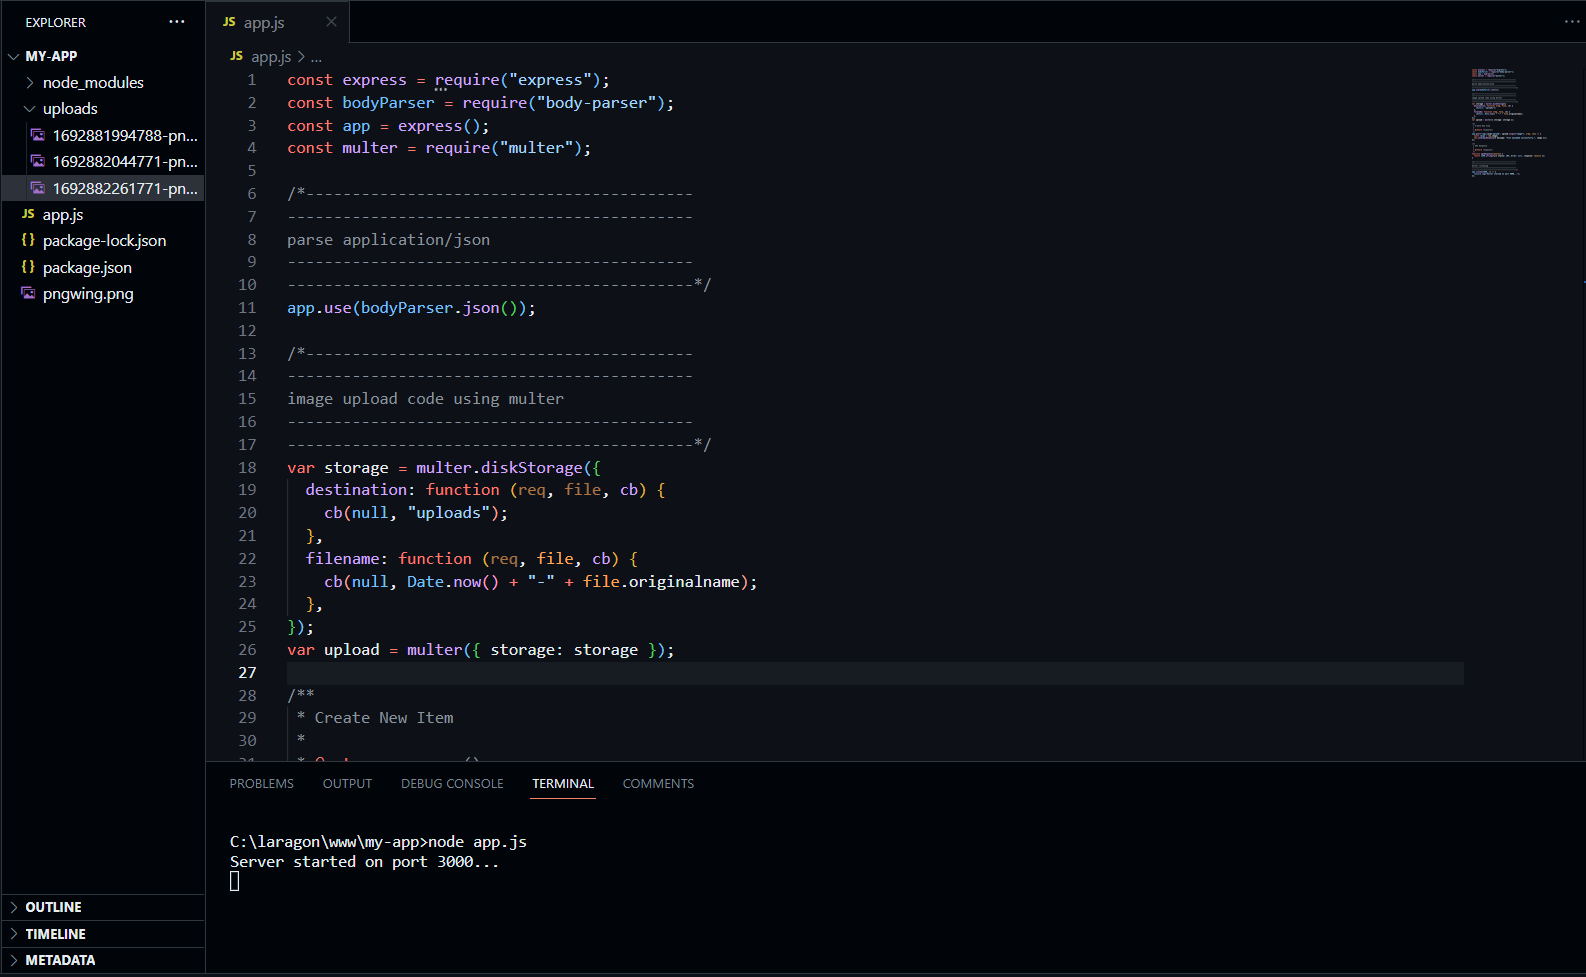 EXPLORER
MY-APP
node_modules
uploads
1692881994788-pn...
1692882044771-pn...
1692882261771-pn...
JS app.js
{} package-lock.json
{} package.json
pngwing.png
OUTLINE
TIMELINE
METADATA
JS app.js
JS app.js > ...
1 const express = require("express");
2 const bodyParser = require("body-parser");
3 const app = express();
4 const multer = require("multer");
5
6 /*------------------------------------------
7 --------------------------------------------
8 parse application/json
9 --------------------------------------------
10 --------------------------------------------*/
11 app.use(bodyParser.json());
12
13 /*------------------------------------------
14 --------------------------------------------
15 image upload code using multer
16 --------------------------------------------
17 --------------------------------------------*/
18 var storage = multer.diskStorage({
19 destination: function (req, file, cb) {
20 cb(null, "uploads");
21 },
22 filename: function (req, file, cb) {
23 cb(null, Date.now() + "-" + file.originalname);
24 },
25 });
26 var upload = multer({ storage: storage });
27
28 /**
29 * Create New Item
30 *
PROBLEMS OUTPUT DEBUG CONSOLE TERMINAL COMMENTS
C:\laragon\www\my-app>node app.js
Server started on port 3000...